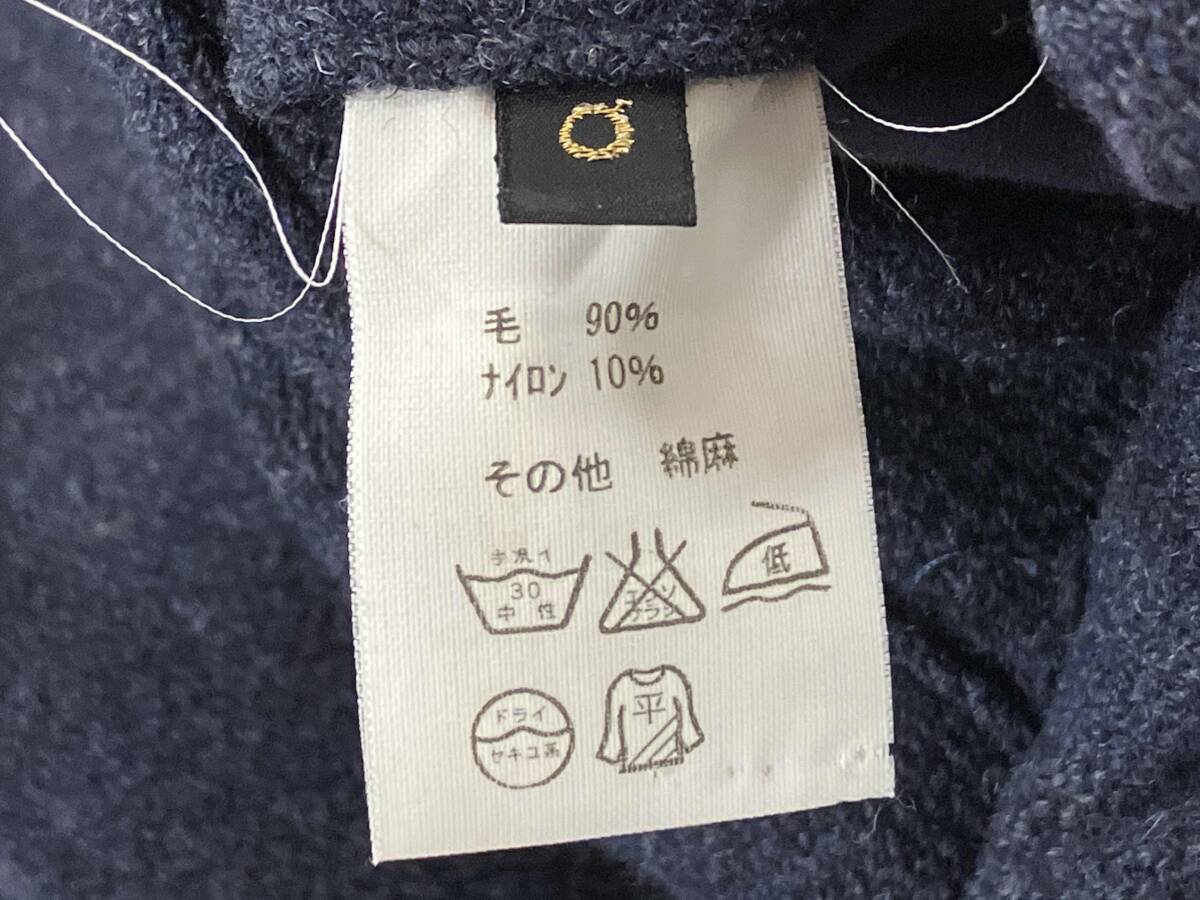 毛 90%
ナイロン 10%
その他 綿麻
手洗イ
30
中性
エンソ
サラシ
低
ドライ
セキユ系
平